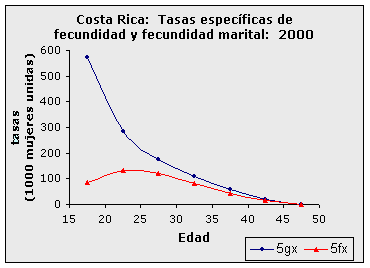 Costa Rica:  Tasas específicas de
fecundidad y fecundidad marital:  2000
tasas
(1000 mujeres unidas)
600
500
400
300
200
100
0
15 20 25 30 35 40 45 50
Edad
5gx 5fx